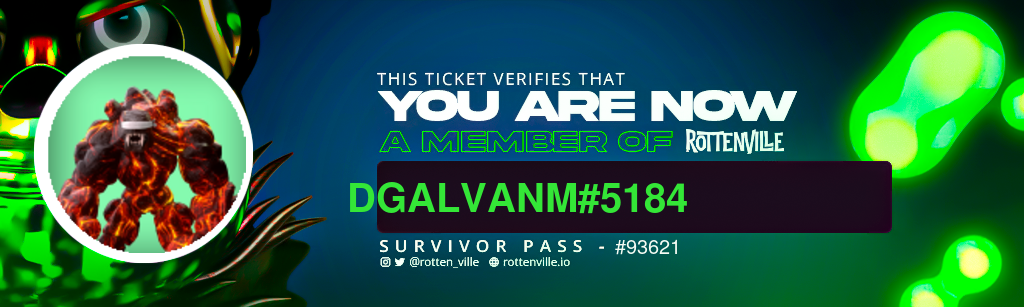 THIS TICKET VERIFIES THAT
YOU ARE NOW
A MEMBER OF ROTTENVILLE
DGALVANM#5184
SURVIVOR PASS - #93621
@rotten_ville rottenville.io